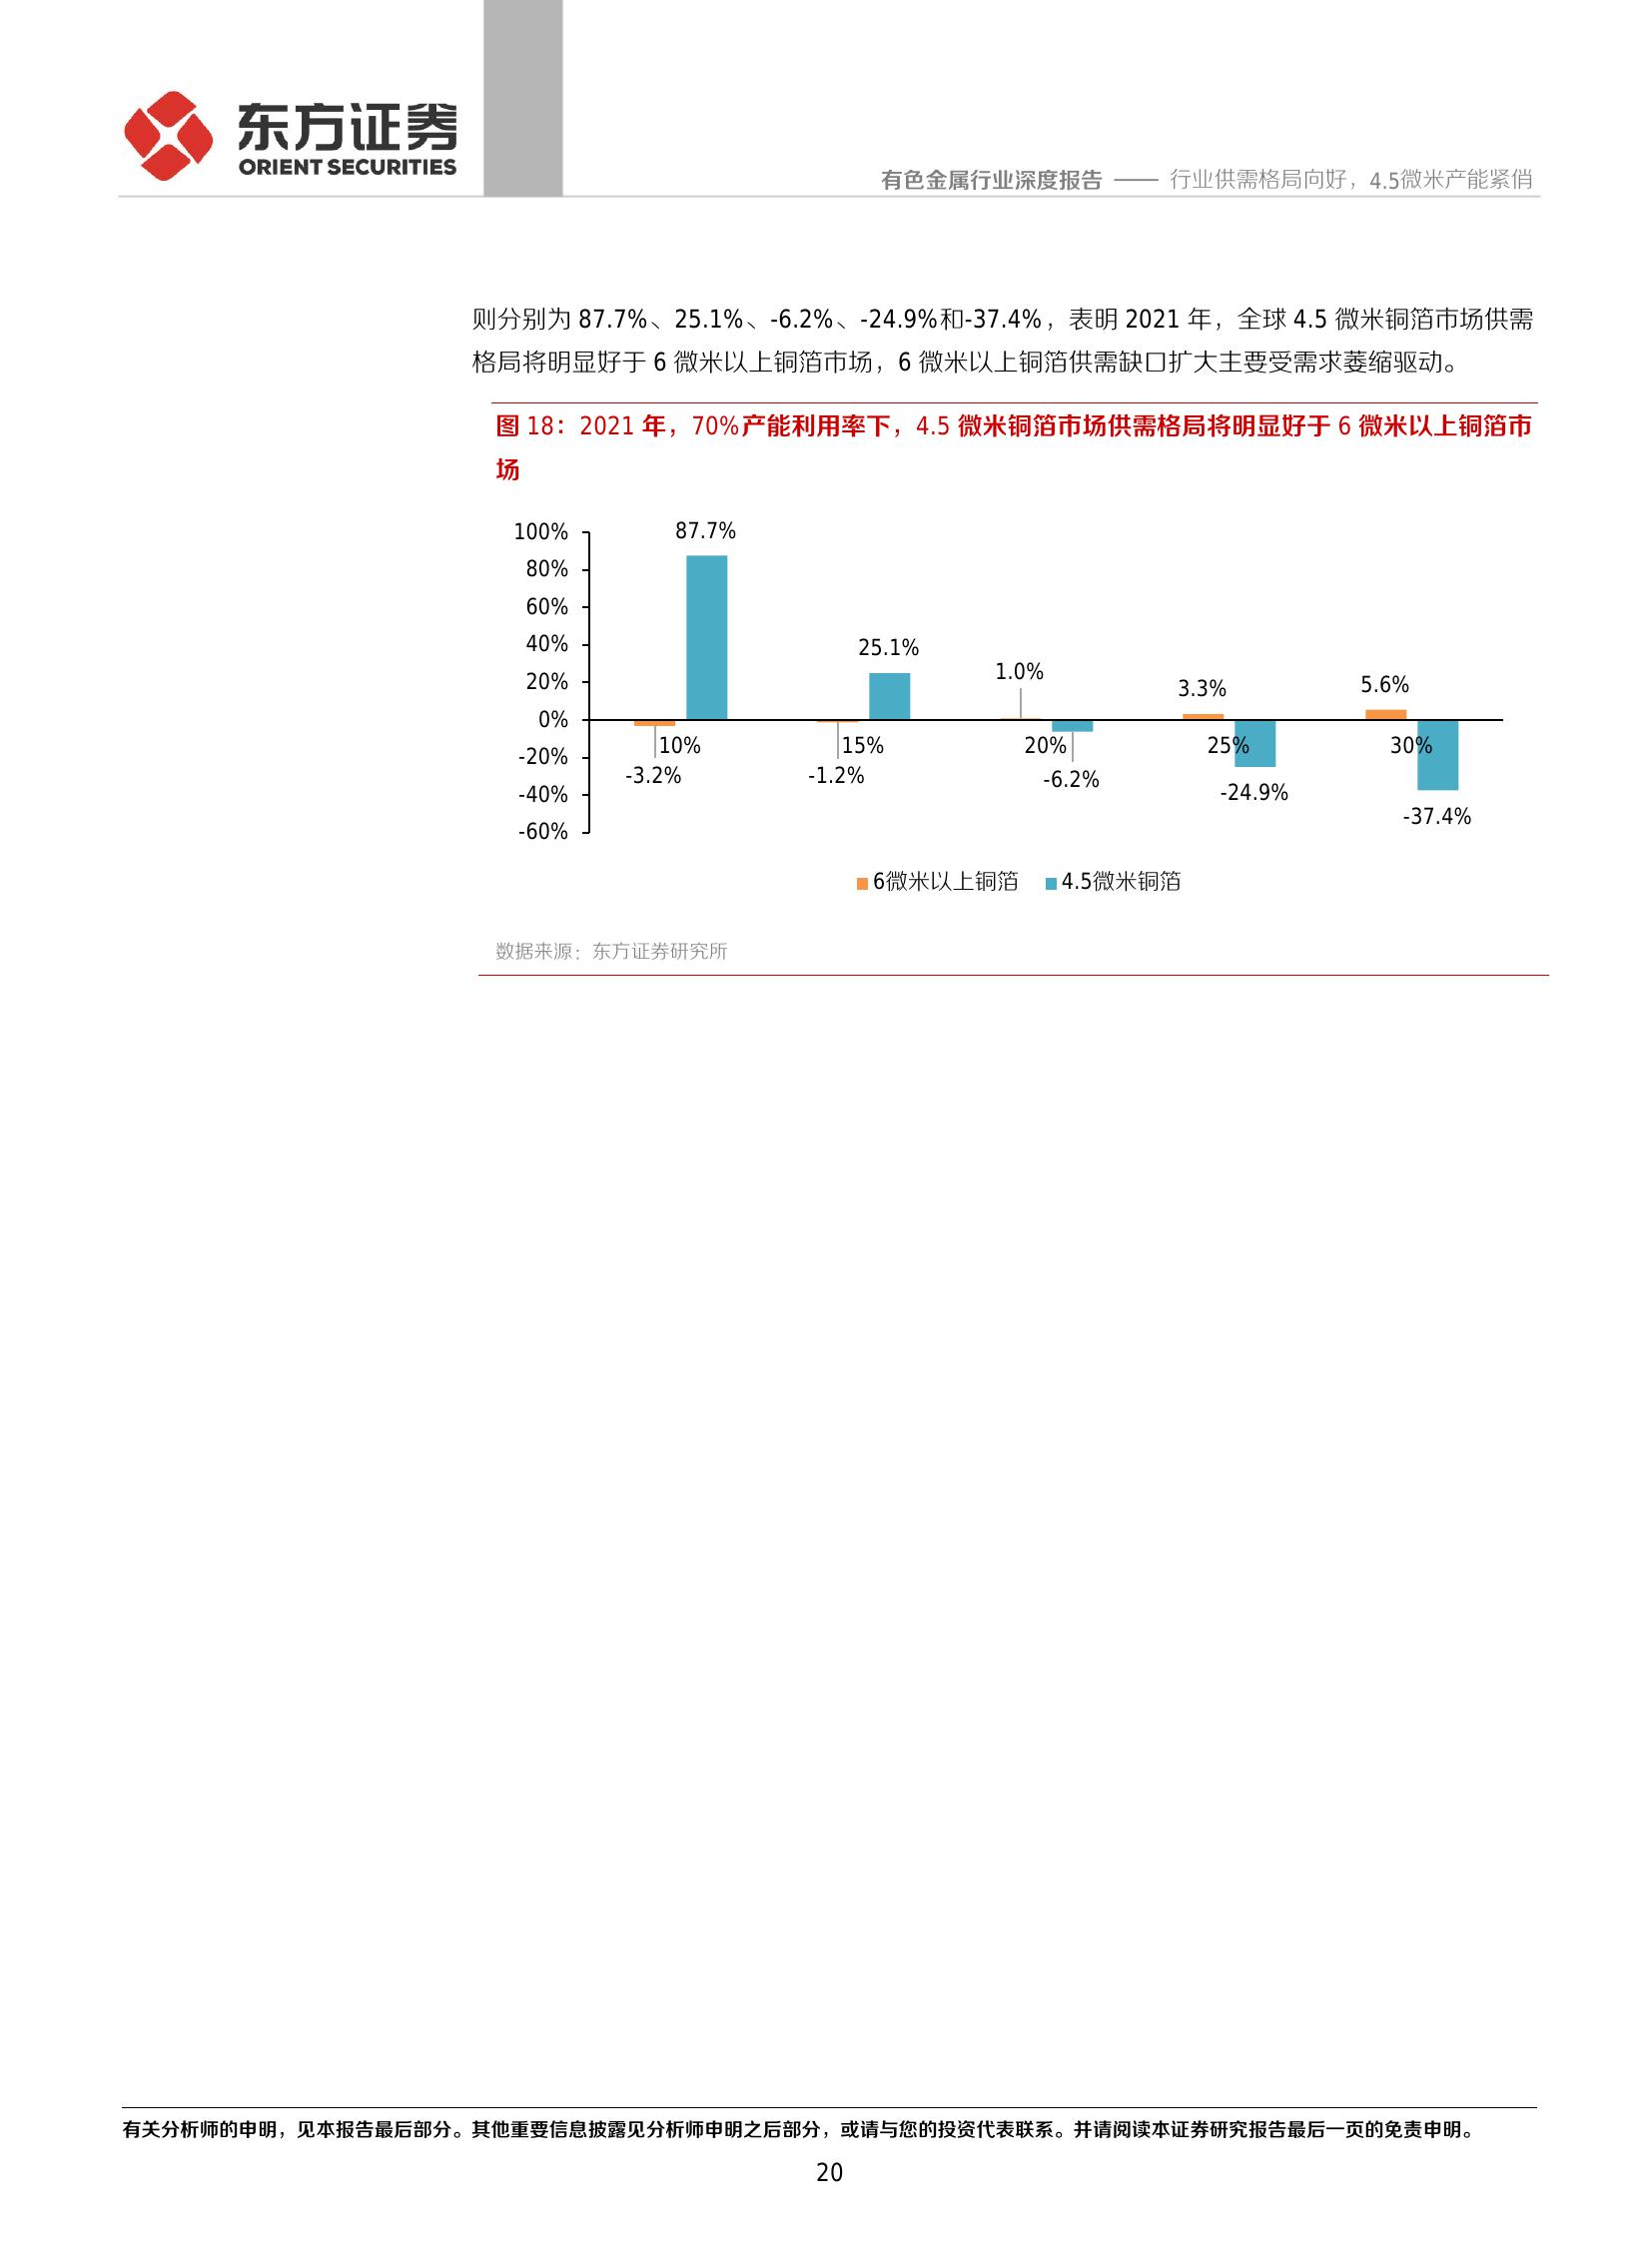 东方证券
ORIENT SECURITIES
有色金属行业深度报告 —— 行业供需格局向好，4.5微米产能紧俏
则分别为 87.7%、25.1%、-6.2%、-24.9%和-37.4%，表明 2021 年，全球 4.5 微米铜箔市场供需
格局将明显好于 6 微米以上铜箔市场，6 微米以上铜箔供需缺口扩大主要受需求萎缩驱动。
图 18：2021 年，70%产能利用率下，4.5 微米铜箔市场供需格局将明显好于 6 微米以上铜箔市
场
100%
80%
60%
40%
20%
0%
-20%
-40%
-60%
87.7%
25.1%
1.0%
3.3%
5.6%
10%
15%
20%
25%
30%
-3.2%
-1.2%
-6.2%
-24.9%
-37.4%
6微米以上铜箔 4.5微米铜箔
数据来源：东方证券研究所
有关分析师的申明，见本报告最后部分。其他重要信息披露见分析师申明之后部分，或请与您的投资代表联系。并请阅读本证券研究报告最后一页的免责申明。
20